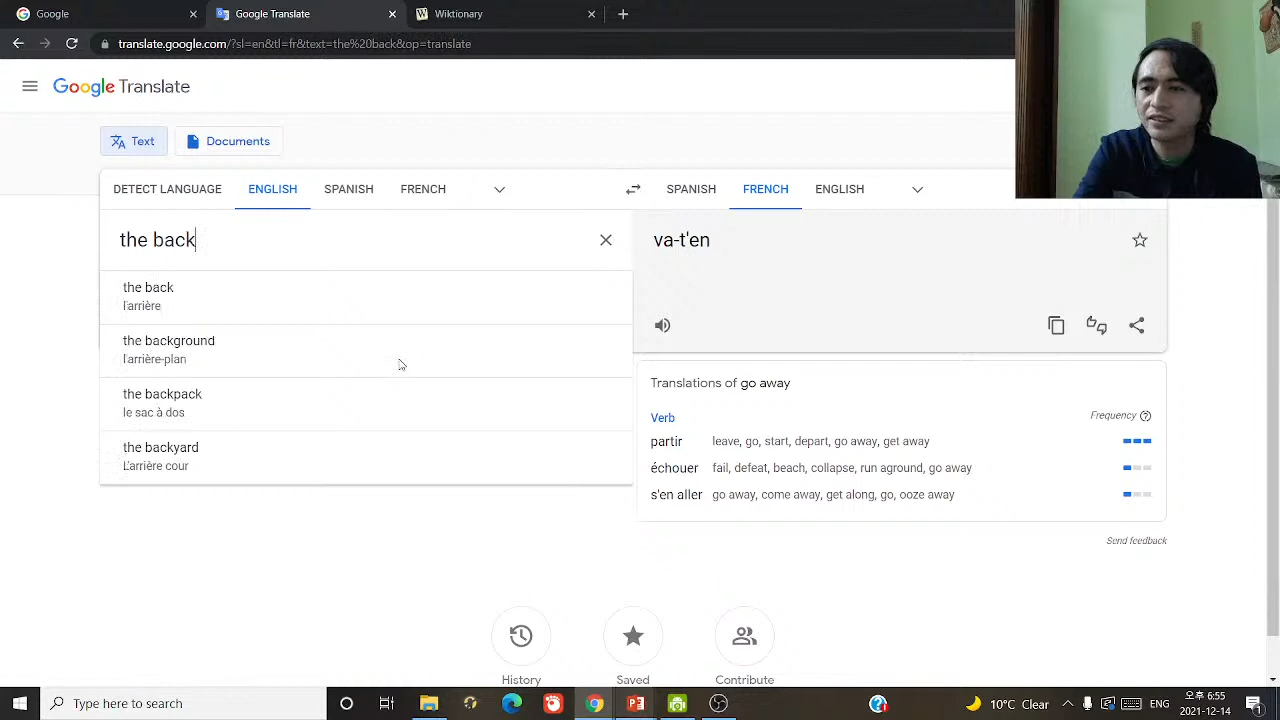 Google
Google Translate
Wiktionary
translate.google.com/?sl=en&tl=fr&text=the%20back&op=translate
Google Translate
Text
Documents
DETECT LANGUAGE ENGLISH SPANISH FRENCH
SPANISH FRENCH ENGLISH
the back
va-t'en
the back
l'arrière
the background
l'arrière-plan
the backpack
le sac à dos
the backyard
L'arrière cour
Translations of go away
Verb
Frequency
partir leave, go, start, depart, go away, get away
échouer fail, defeat, beach, collapse, run aground, go away
s'en aller go away, come away, get along, go, ooze away
Send feedback
History
Saved
Contribute
Type here to search
10°C Clear
ENG
오후 6:55
2021-12-14